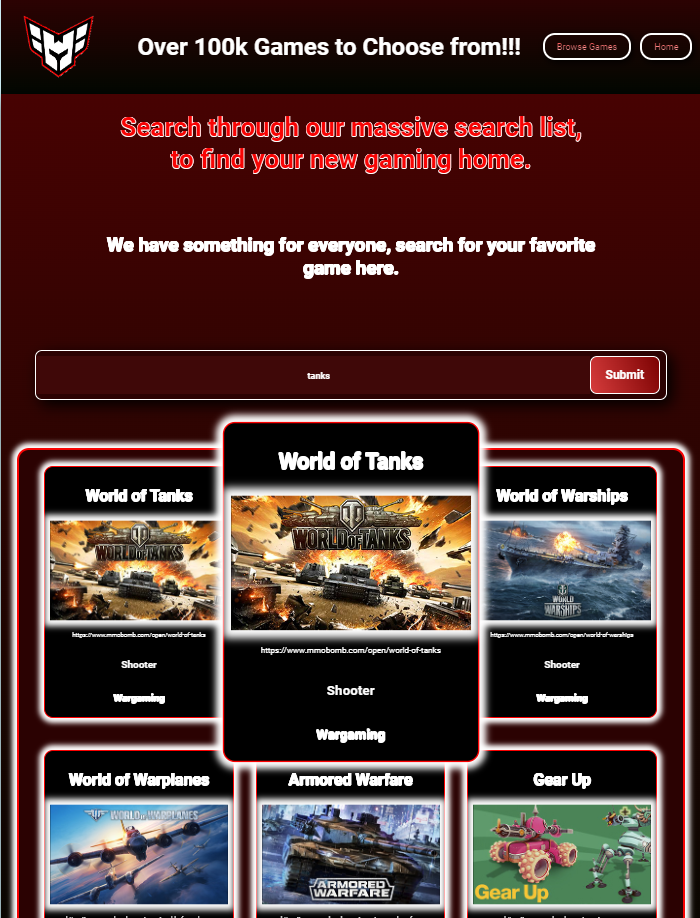 Over 100k Games to Choose from!!!
Browse Games
Home
Search through our massive search list,
to find your new gaming home.
We have something for everyone, search for your favorite
game here.
tanks
Submit
World of Tanks
WORLD OF TANKS
https://www.mmobomb.com/open/world-of-tanks
Shooter
Wargaming
World of Tanks
WORLD OF TANKS
https://www.mmobomb.com/open/world-of-tanks
Shooter
Wargaming
World of Warships
WORLD
OF
WARSHIPS
https://www.mmobomb.com/open/world-of-warships
Shooter
Wargaming
World of Warplanes
WORLD OF WARPLANES
Armored Warfare
ARMORED
WARFARE
Gear Up
Gear Up